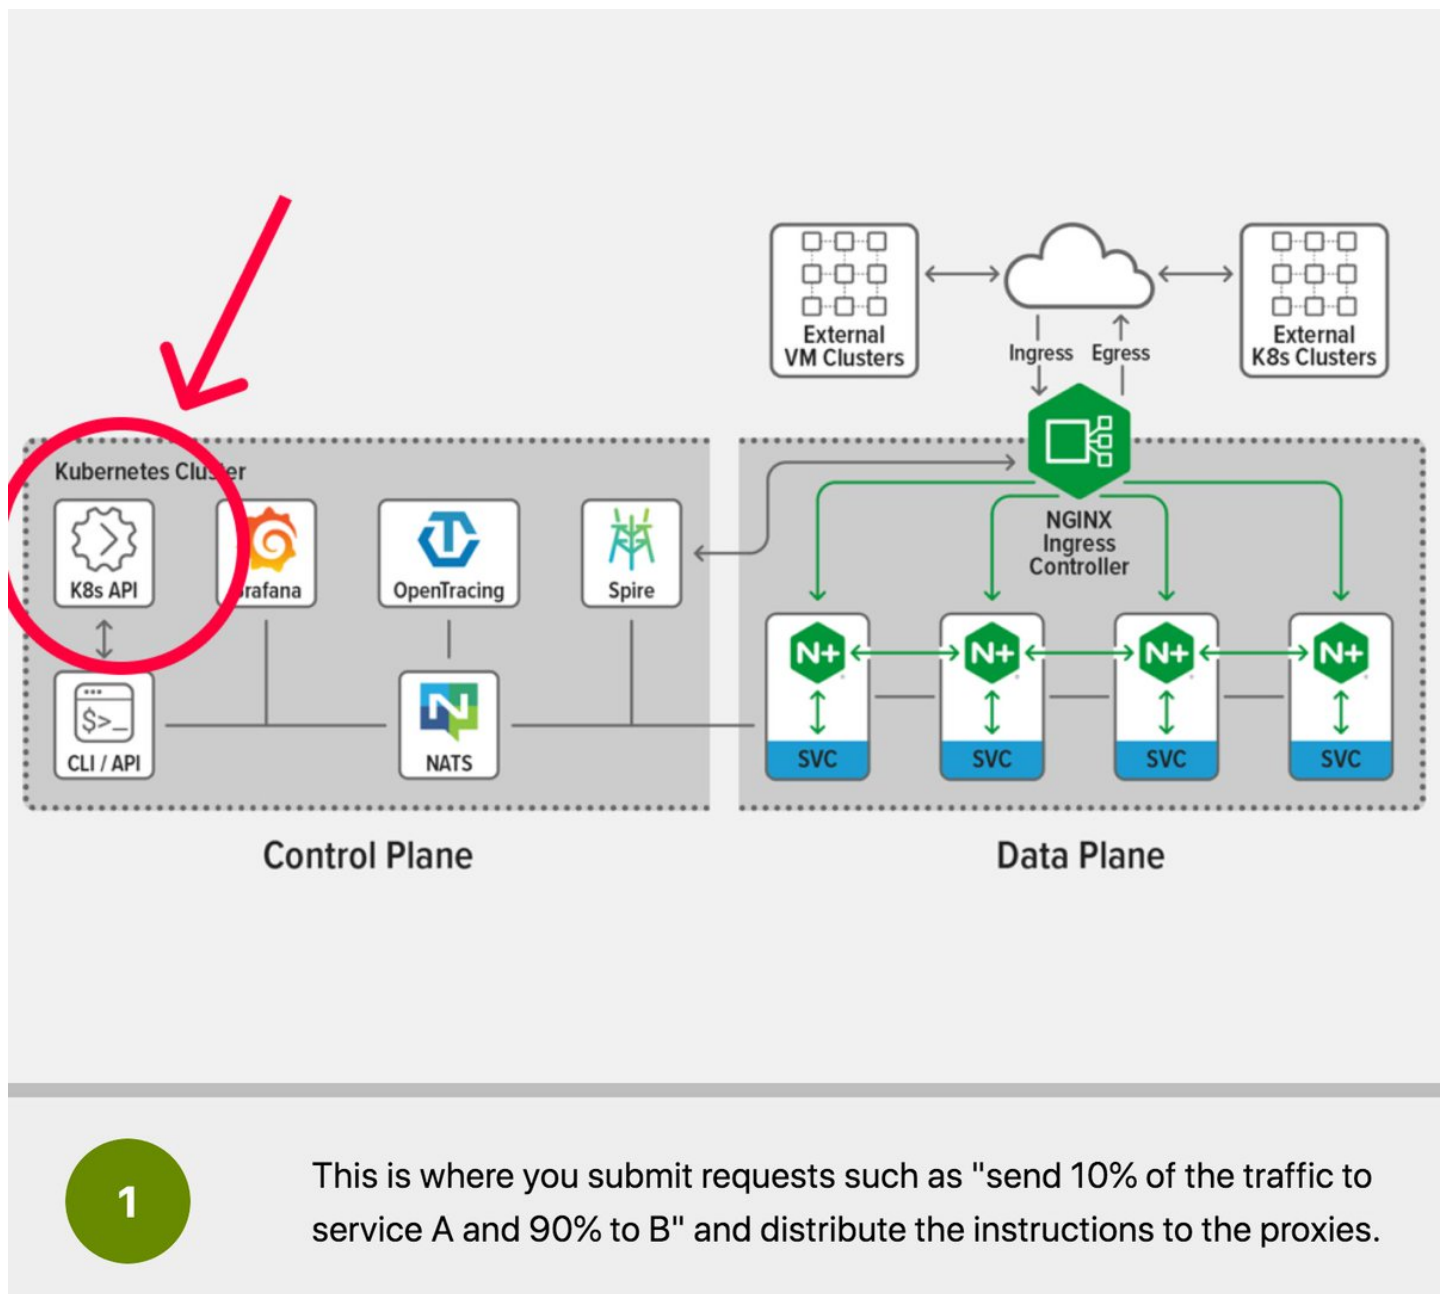 External
VM Clusters
Ingress Egress
External
K8s Clusters
Kubernetes Cluster
K8s API
rafana
OpenTracing
Spire
NGINX
Ingress
Controller
$>_
CLI / API
N
NATS
N+
SVC
N+
SVC
N+
SVC
N+
SVC
Control Plane
Data Plane
1
This is where you submit requests such as "send 10% of the traffic to
service A and 90% to B" and distribute the instructions to the proxies.